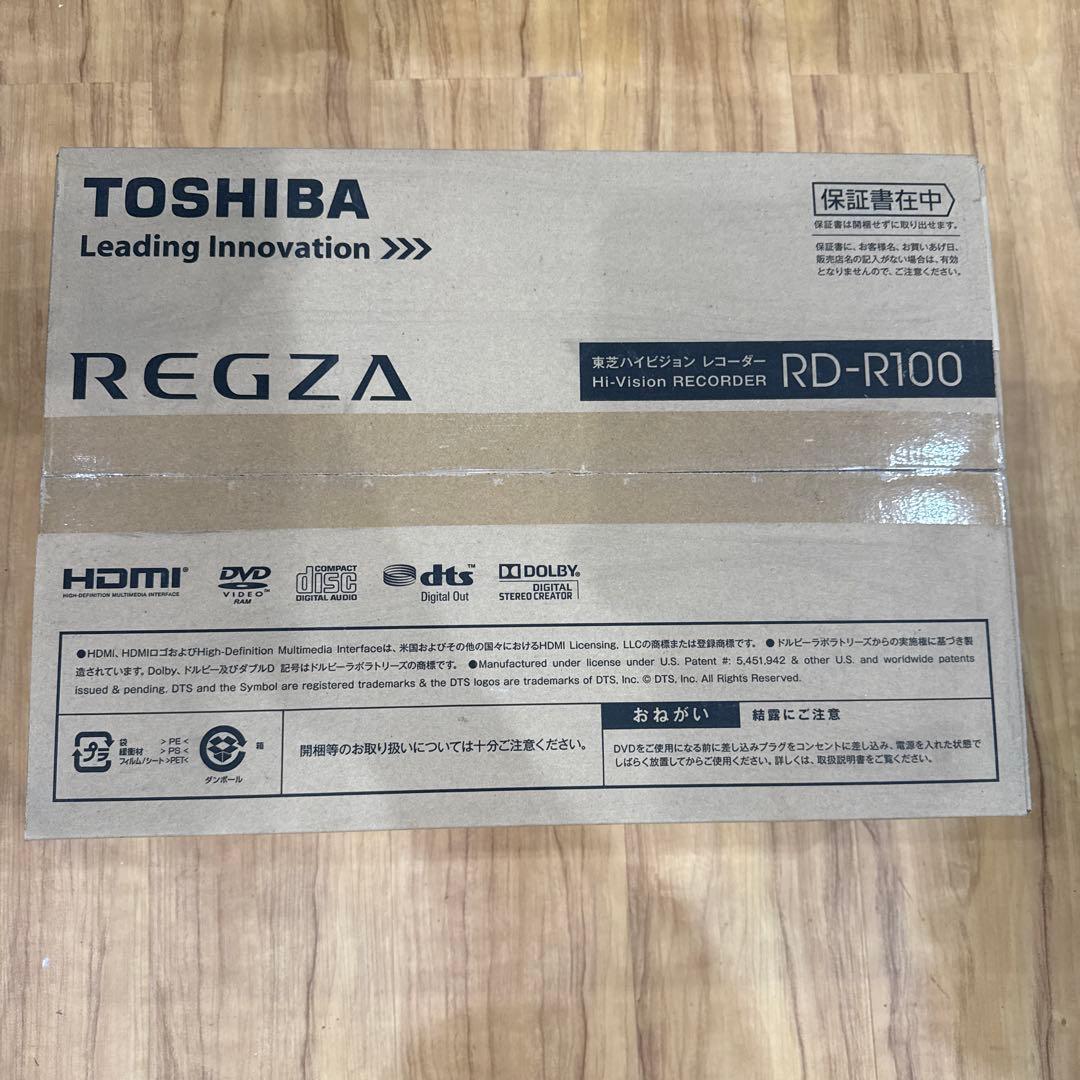 TOSHIBA
Leading Innovation >>>
保証書在中
保証書は開梱せずに取り出せます。
保証書に、お客様名、お買いあげ日、
販売店名の記入がない場合は、有効
となりませんので、ご注意ください。
REGZA
東芝ハイビジョン レコーダー
Hi-Vision RECORDER
RD-R100
HDMI®
HIGH-DEFINITION MULTIMEDIA INTERFACE
DVD
VIDEO™
RAM
COMPACT
disc
DIGITAL AUDIO
dts™
Digital Out
DOLBY®
DIGITAL
STEREO CREATOR
●HDMI、HDMIロゴおよびHigh-Definition Multimedia Interfaceは、米国およびその他の国々におけるHDMI Licensing, LLCの商標または登録商標です。 ●ドルビーラボラトリーズからの実施権に基づき製
造されています。Dolby、ドルビー及びダブルD 記号はドルビーラボラトリーズの商標です。 ●Manufactured under license under U.S. Patent #: 5,451,942 & other U.S. and worldwide patents
issued & pending. DTS and the Symbol are registered trademarks & the DTS logos are trademarks of DTS, Inc. © DTS, Inc. All Rights Reserved.
プラ
袋 >PE<
緩衝材 >PS<
フィルム/シート >PET<
箱
ダンボール
開梱等のお取り扱いについては十分ご注意ください。
おねがい
結露にご注意
DVDをご使用になる前に差し込みプラグをコンセントに差し込み、電源を入れた状態で
しばらく放置してからご使用ください。詳しくは、取扱説明書をご覧ください。